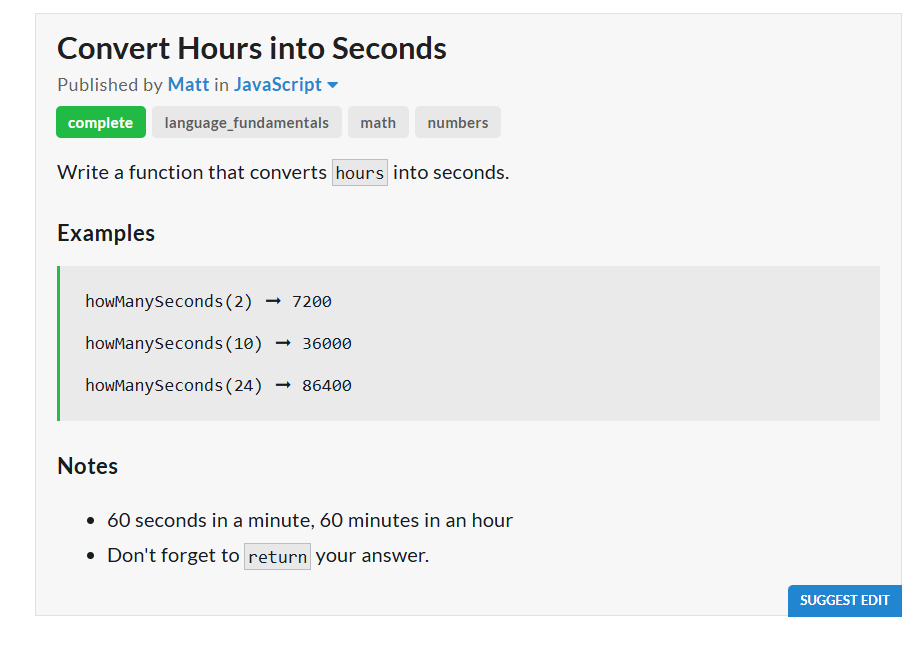 Convert Hours into Seconds
Published by Matt in JavaScript
complete language_fundamentals math numbers
Write a function that converts hours into seconds.
Examples
howManySeconds(2) ➞ 7200
howManySeconds(10) ➞ 36000
howManySeconds(24) ➞ 86400
Notes
• 60 seconds in a minute, 60 minutes in an hour
• Don't forget to return your answer.
SUGGEST EDIT